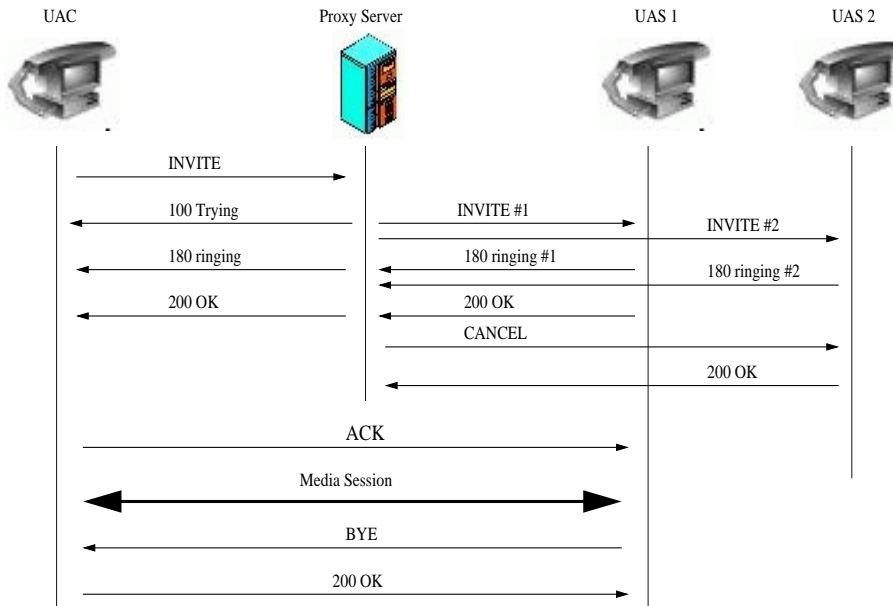 UAC
Proxy Server
UAS 1
UAS 2
INVITE
100 Trying
INVITE #1
INVITE #2
180 ringing
180 ringing #1
180 ringing #2
200 OK
200 OK
CANCEL
200 OK
ACK
Media Session
BYE
200 OK